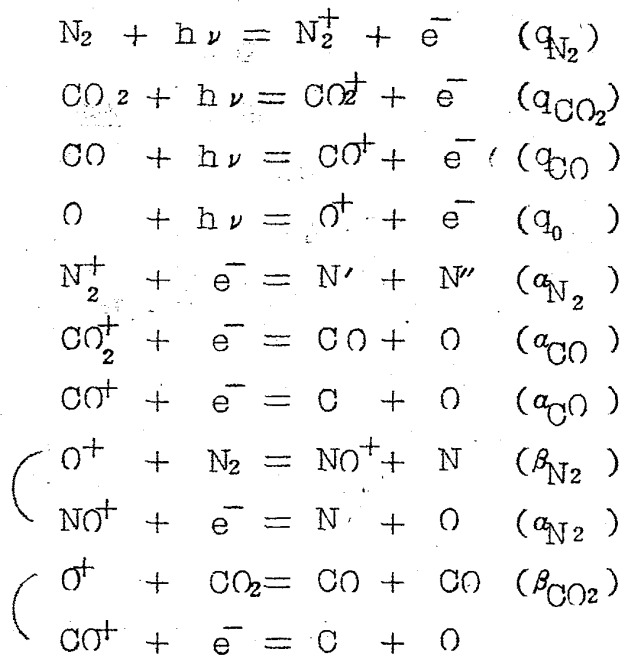 N₂ + hν = N₂⁺ + e⁻ (q_N₂)
CO₂ + hν = CO₂⁺ + e⁻ (q_CO₂)
CO + hν = CO⁺ + e⁻ (q_CO)
O + hν = O⁺ + e⁻ (q₀)
N₂⁺ + e⁻ = N′ + N″ (α_N₂)
CO₂⁺ + e⁻ = CO + O (α_CO)
CO⁺ + e⁻ = C + O (α_CO)
O⁺ + N₂ = NO⁺ + N (β_N₂)
NO⁺ + e⁻ = N + O (α_N₂)
O⁺ + CO₂ = CO + CO (β_CO₂)
CO⁺ + e⁻ = C + O